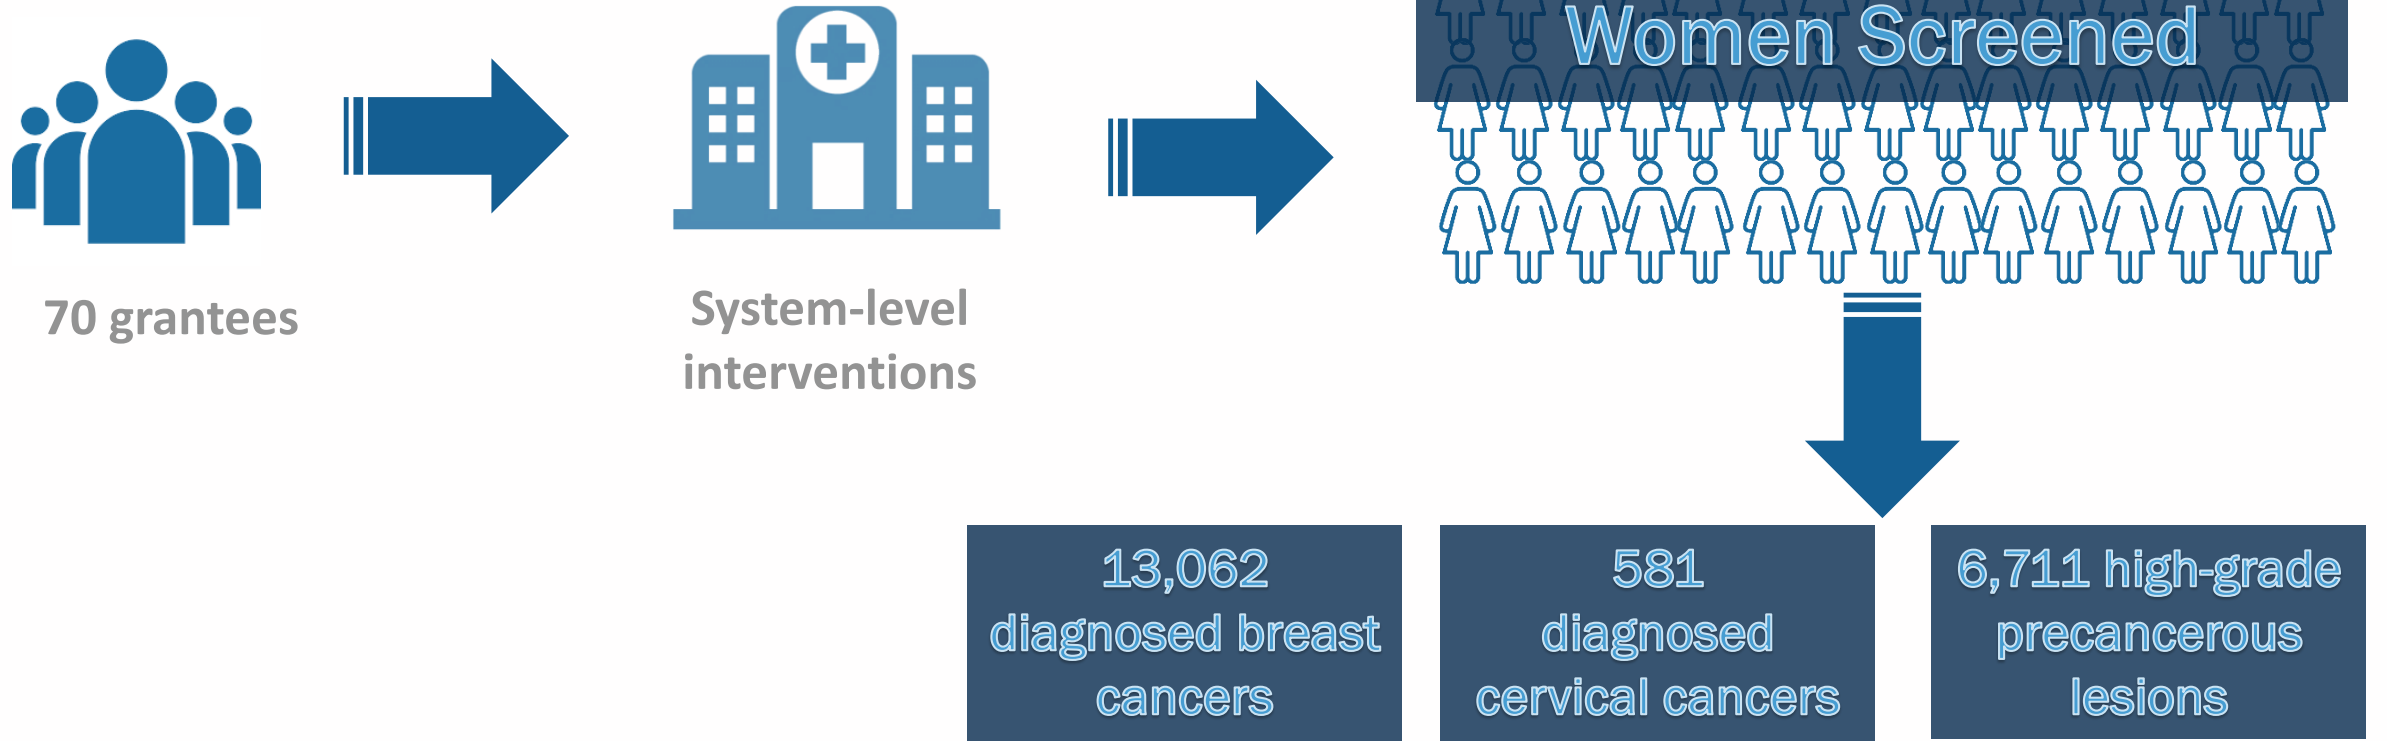 Women Screened
70 grantees
System-level
interventions
13,062
diagnosed breast
cancers
581
diagnosed
cervical cancers
6,711 high-grade
precancerous
lesions